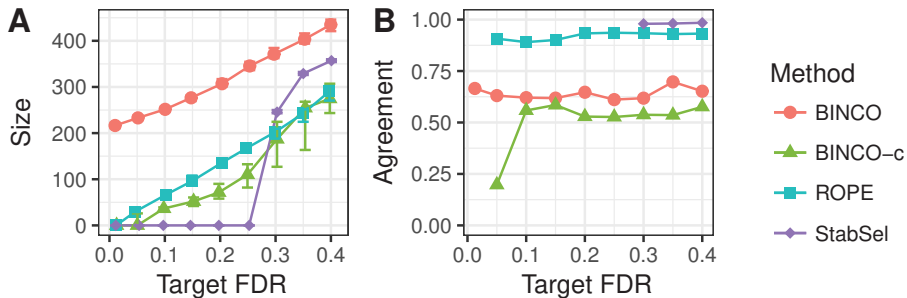 A
B
400
300
200
100
0
Size
0.0 0.1 0.2 0.3 0.4
Target FDR
1.00
0.75
0.50
0.25
0.00
Agreement
0.0 0.1 0.2 0.3 0.4
Target FDR
Method
BINCO
BINCO-c
ROPE
StabSel